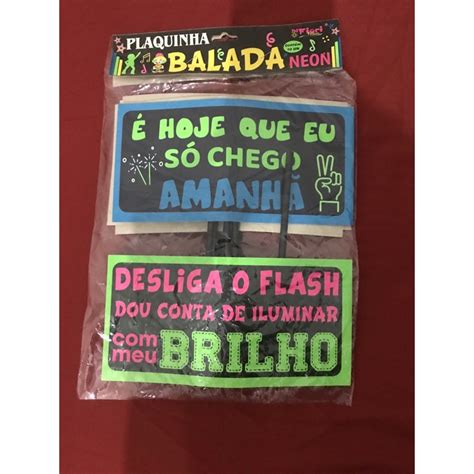 PLAQUINHA
BALADA NEON
É HOJE QUE EU
SÓ CHEGO
AMANHÃ
DESLIGA O FLASH
DOU CONTA DE ILUMINAR
com meu BRILHO